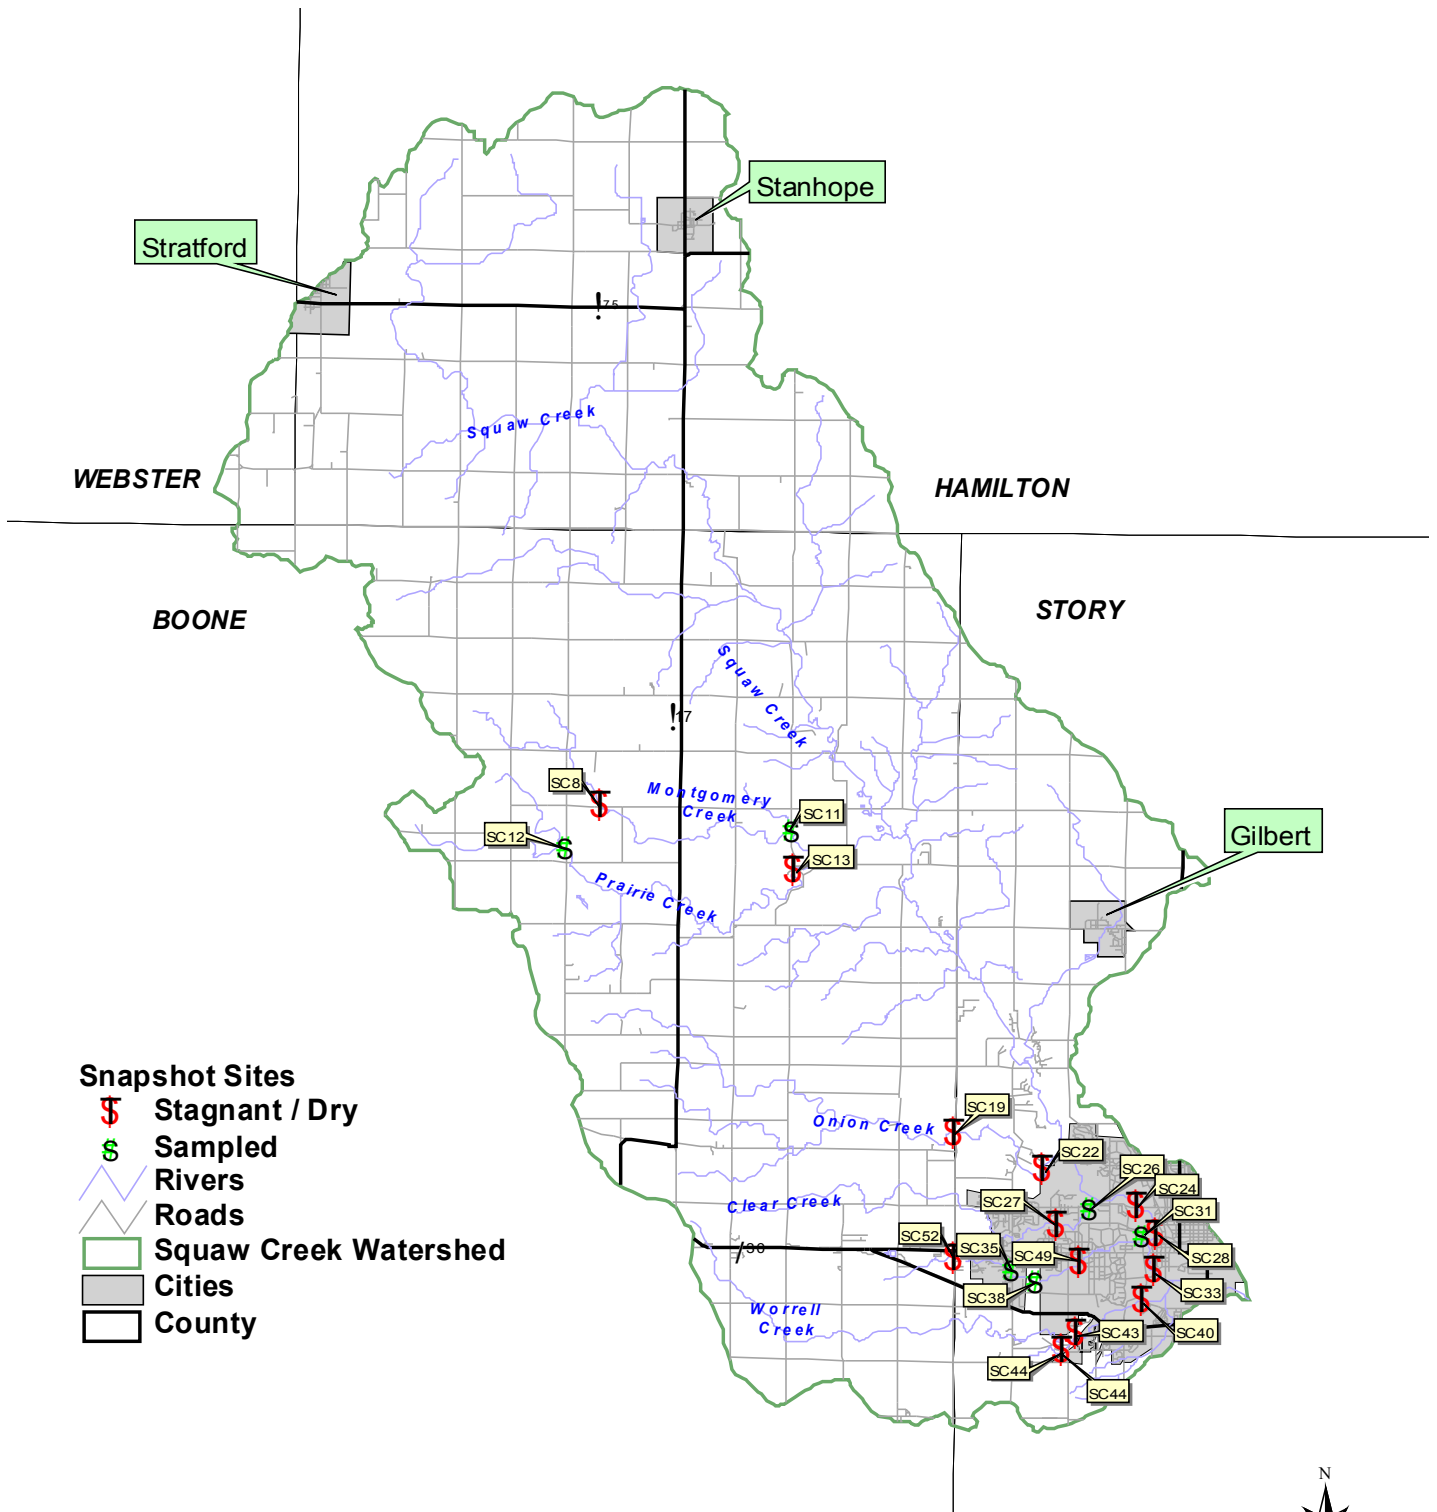 Stanhope
Stratford
75
Squaw Creek
WEBSTER
HAMILTON
BOONE
STORY
Squaw Creek
17
SC8
Montgomery
Creek
SC11
SC12
SC13
Gilbert
Prairie Creek
Snapshot Sites
Stagnant / Dry
Sampled
Rivers
Roads
Squaw Creek Watershed
Cities
County
SC19
Onion Creek
SC22
SC26
SC24
Clear Creek
SC27
SC31
SC52
SC35
SC49
SC28
30
SC38
SC33
Worrell
Creek
SC43
SC40
SC44
SC44
N